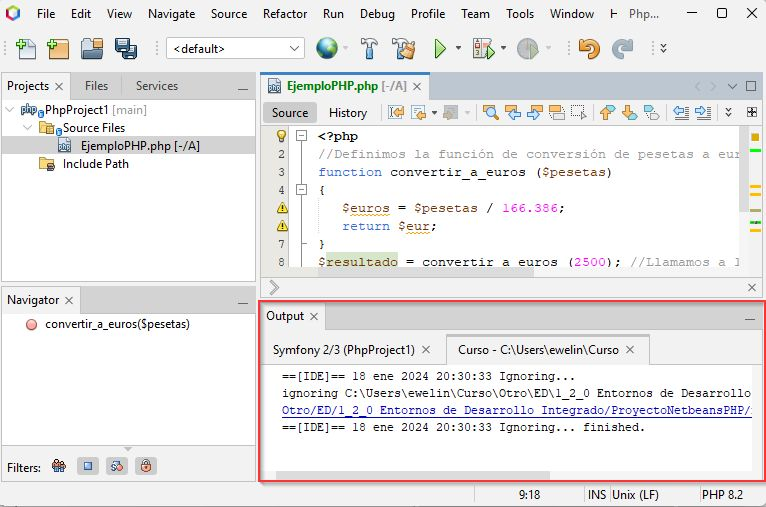 File Edit View Navigate Source Refactor Run Debug Profile Team Tools Window H Php...
<default>
Projects Files Services
PhpProject1 [main]
Source Files
EjemploPHP.php [-/A]
Include Path
EjemploPHP.php [-/A]
Source History
1 <?php
2 //Definimos la función de conversión de pesetas a eur
3 function convertir_a_euros ($pesetas)
4 {
$euros = $pesetas / 166.386;
return $eur;
7 }
8 $resultado = convertir_a_euros (2500); //Llamamos a l
Navigator
convertir_a_euros($pesetas)
Filters:
Output
Symfony 2/3 (PhpProject1) Curso - C:\Users\ewelin\Curso
==[IDE]== 18 ene 2024 20:30:33 Ignoring...
ignoring C:\Users\ewelin\Curso\Otro\ED\1_2_0 Entornos de Desarrollo
Otro/ED/1_2_0 Entornos de Desarrollo Integrado/ProyectoNetbeansPHP/
==[IDE]== 18 ene 2024 20:30:33 Ignoring... finished.
9:18 INS Unix (LF) PHP 8.2